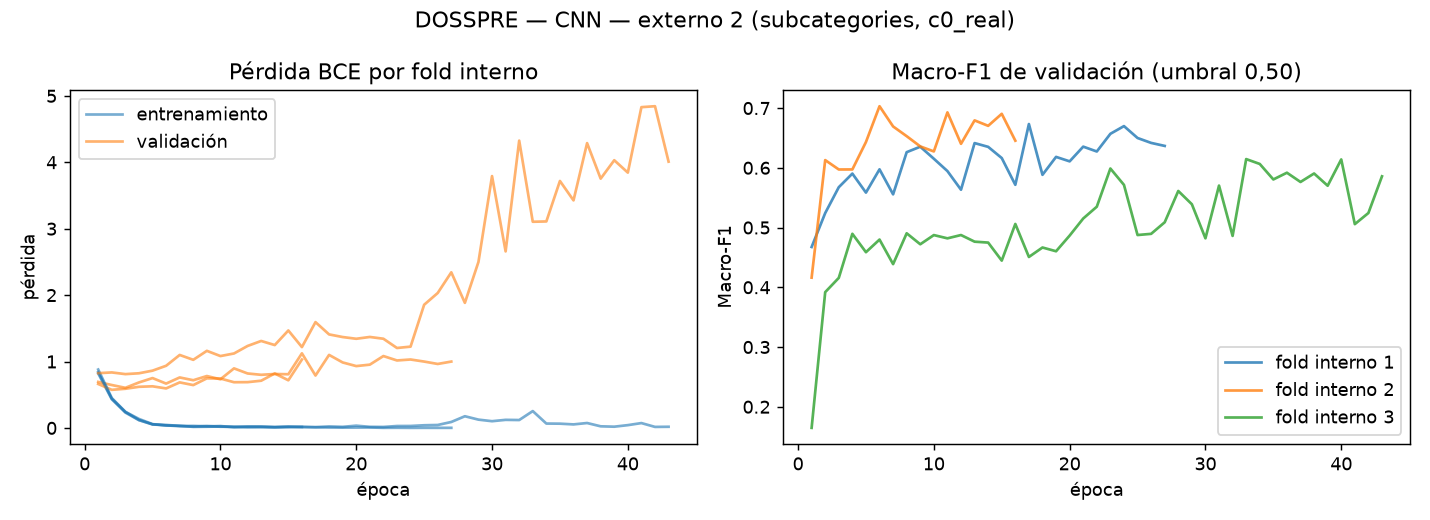 DOSSPRE — CNN — externo 2 (subcategories, c0_real)
Pérdida BCE por fold interno
entrenamiento
validación
5
4
3
2
1
0
pérdida
0
10
20
30
40
época
Macro-F1 de validación (umbral 0,50)
0.7
0.6
0.5
0.4
0.3
0.2
Macro-F1
fold interno 1
fold interno 2
fold interno 3
0
10
20
30
40
época